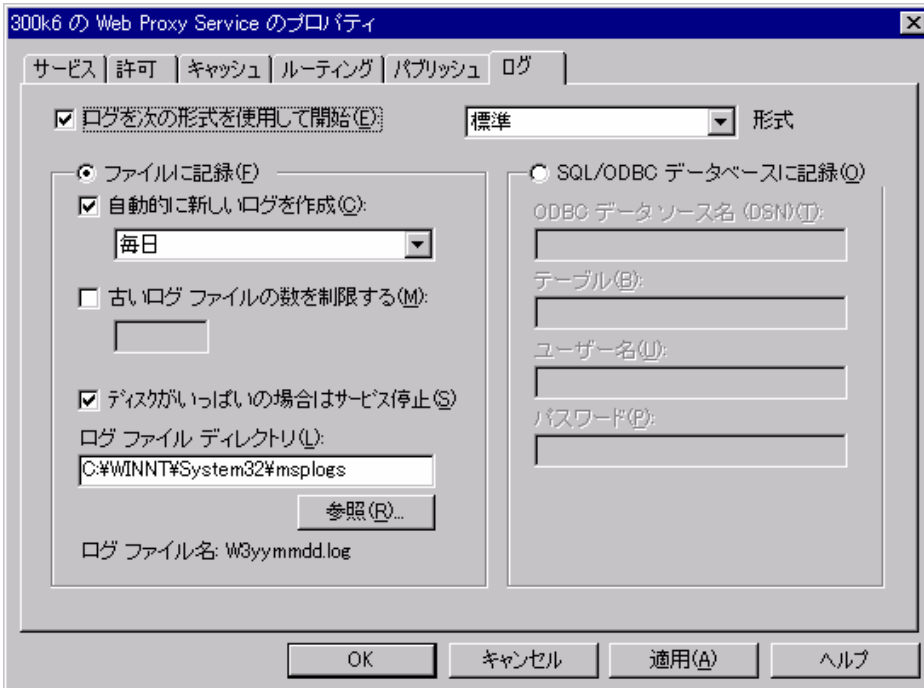 300k6 の Web Proxy Service のプロパティ
サービス 許可 キャッシュ ルーティング パブリッシュ ログ
ログを次の形式を使用して開始(E): 標準 形式
ファイルに記録(F)
自動的に新しいログを作成(C):
毎日
古いログ ファイルの数を制限する(M):
ディスクがいっぱいの場合はサービス停止(S)
ログ ファイル ディレクトリ(L):
C:¥WINNT¥System32¥msplogs
参照(R)...
ログ ファイル名: W3yymmdd.log
SQL/ODBC データベースに記録(O)
ODBC データ ソース名 (DSN)(T):
テーブル(B):
ユーザー名(U):
パスワード(P):
OK キャンセル 適用(A) ヘルプ